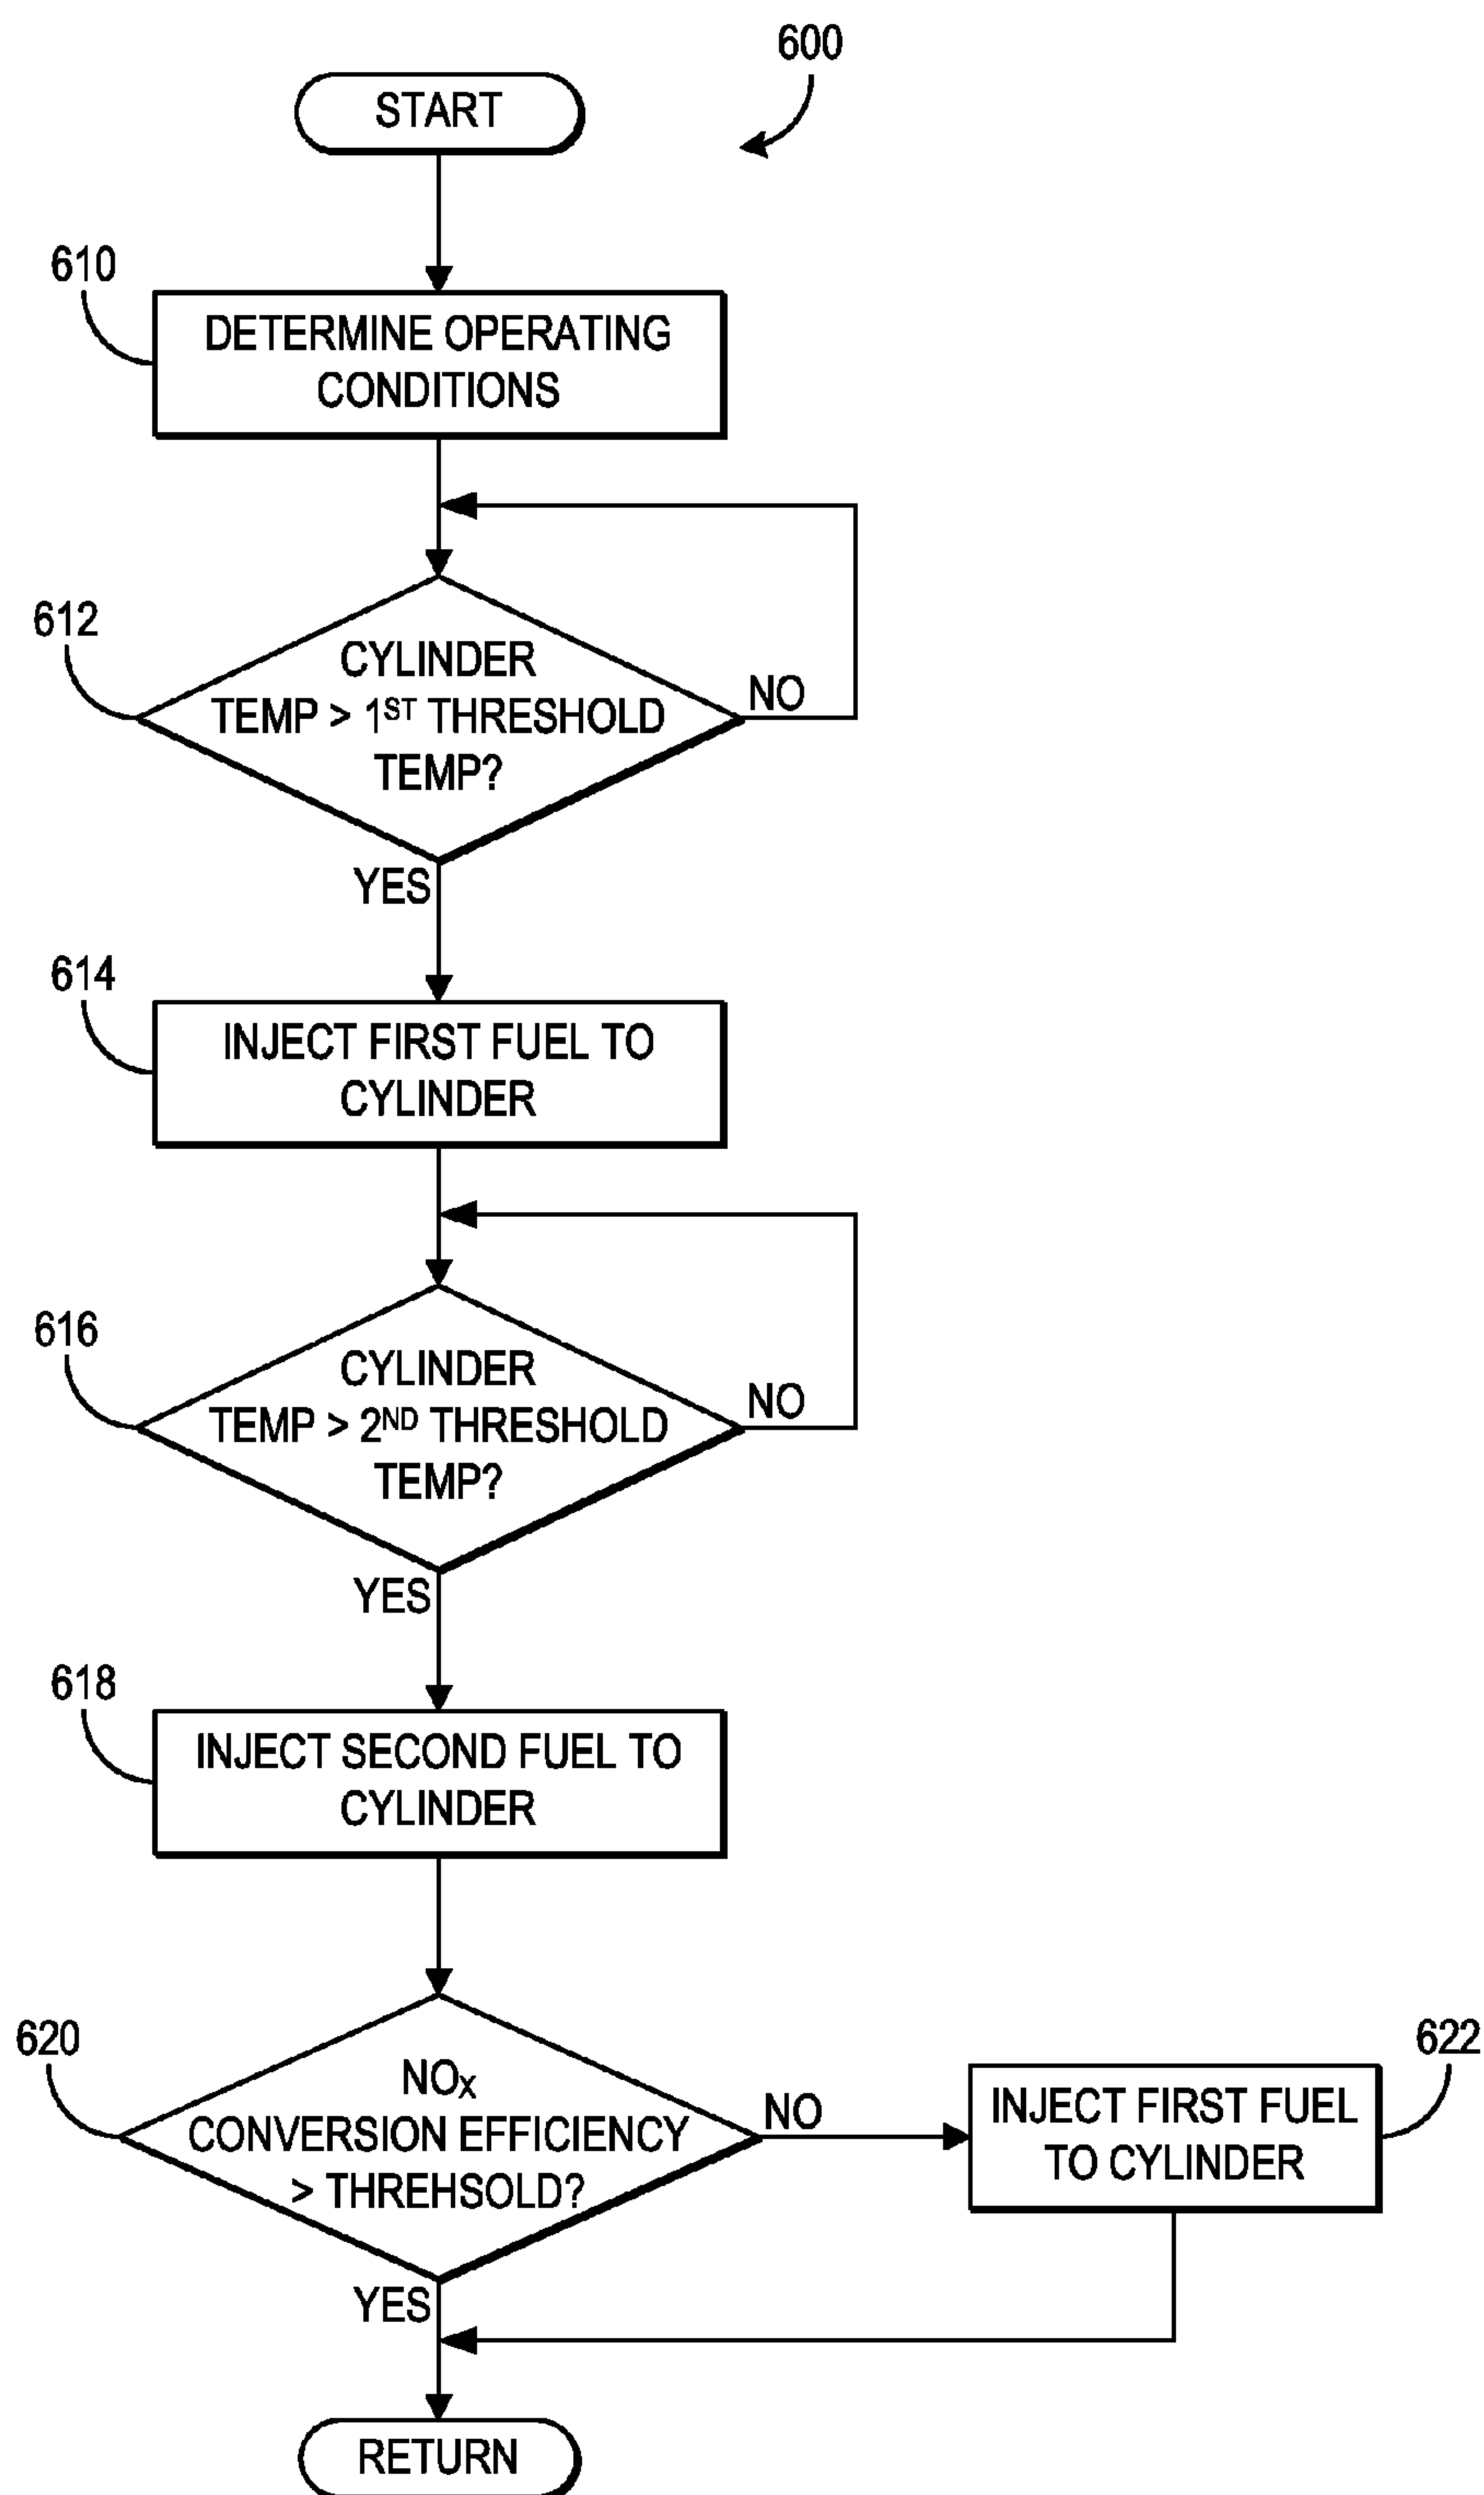 600
START
610
DETERMINE OPERATING
CONDITIONS
612
CYLINDER
TEMP > 1ST THRESHOLD
TEMP?
NO
YES
614
INJECT FIRST FUEL TO
CYLINDER
616
CYLINDER
TEMP > 2ND THRESHOLD
TEMP?
NO
YES
618
INJECT SECOND FUEL TO
CYLINDER
620
NOX
CONVERSION EFFICIENCY
> THREHSOLD?
NO
YES
622
INJECT FIRST FUEL
TO CYLINDER
RETURN